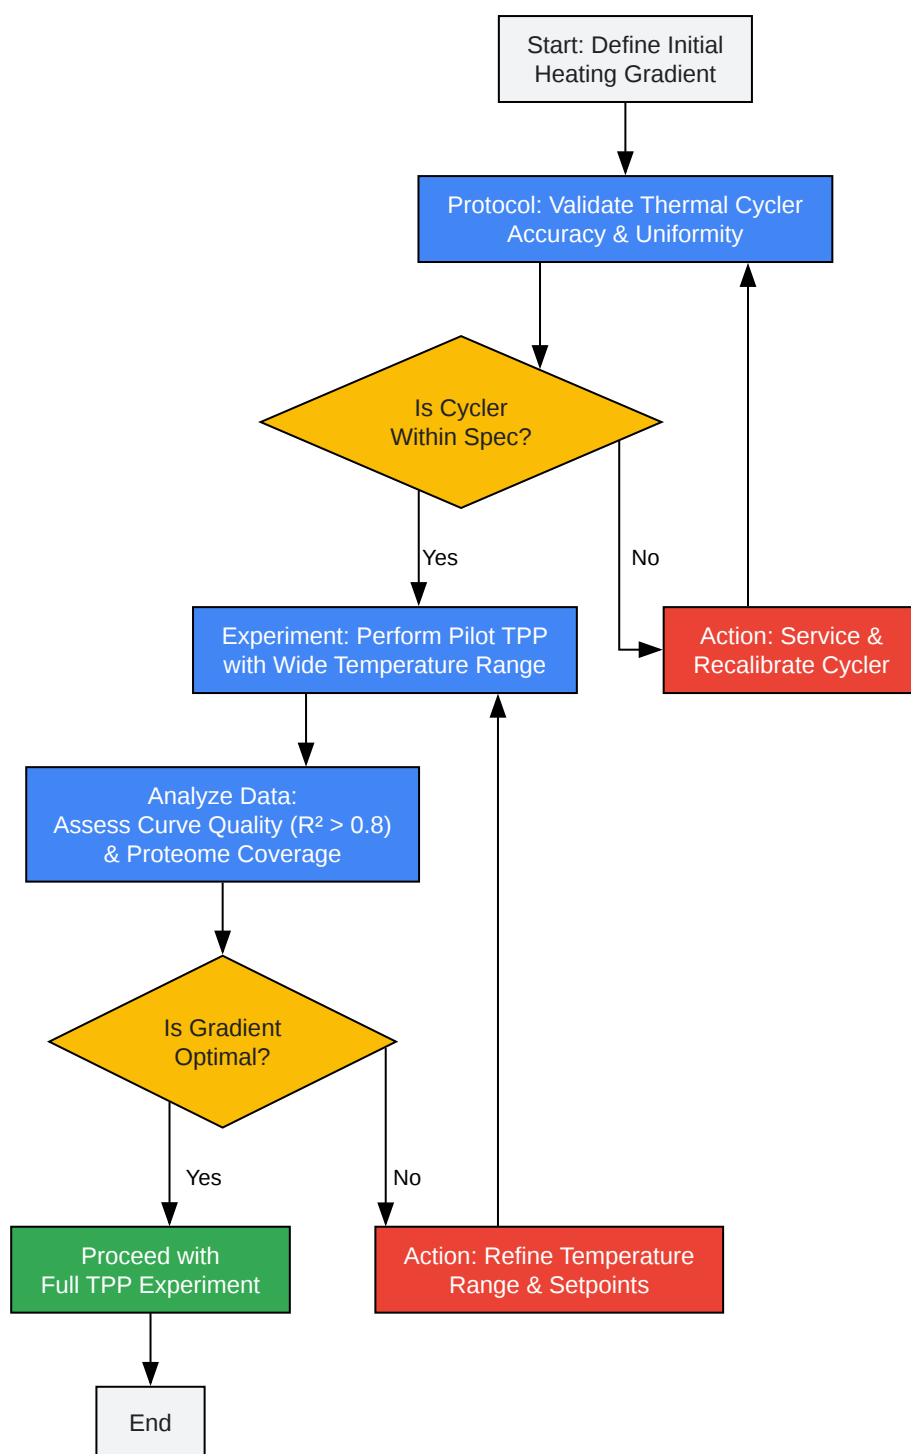 Start: Define Initial
Heating Gradient
Protocol: Validate Thermal Cycler
Accuracy & Uniformity
Is Cycler
Within Spec?
Yes
No
Experiment: Perform Pilot TPP
with Wide Temperature Range
Action: Service &
Recalibrate Cycler
Analyze Data:
Assess Curve Quality (R² > 0.8)
& Proteome Coverage
Is Gradient
Optimal?
Yes
No
Proceed with
Full TPP Experiment
Action: Refine Temperature
Range & Setpoints
End